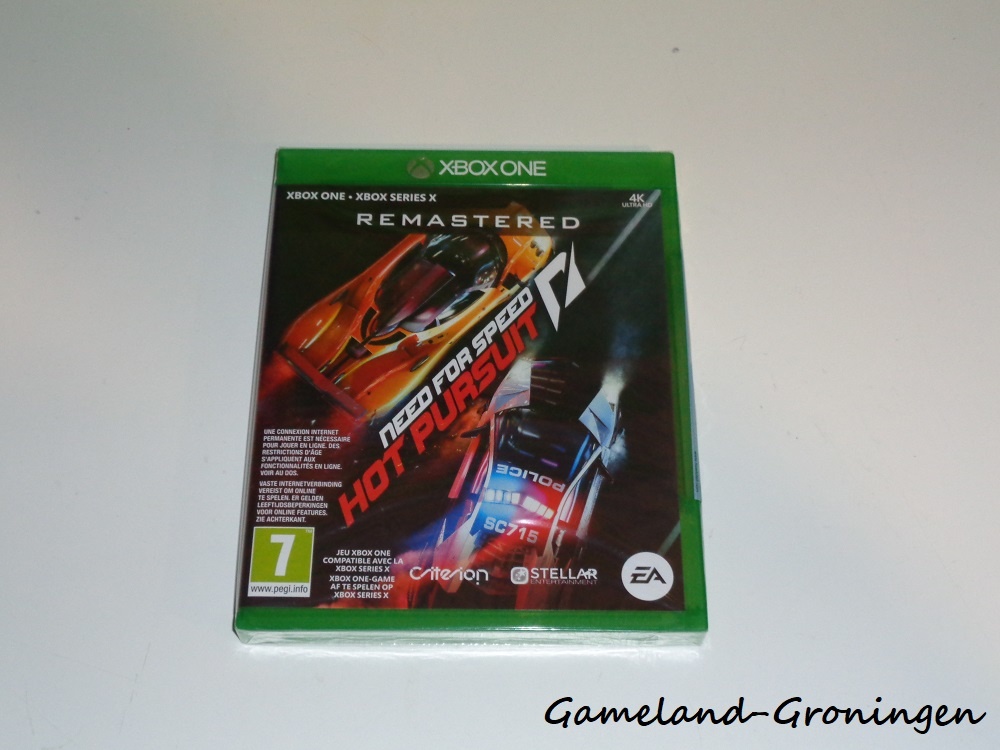 XBOX ONE
XBOX ONE • XBOX SERIES X
4K
ULTRA HD
REMASTERED
NEED FOR SPEED
HOT PURSUIT
UNE CONNEXION INTERNET
PERMANENTE EST NÉCESSAIRE
POUR JOUER EN LIGNE. DES
RESTRICTIONS D'ÂGE
S'APPLIQUENT AUX
FONCTIONNALITÉS EN LIGNE.
VOIR AU DOS.
VASTE INTERNETVERBINDING
VEREIST OM ONLINE
TE SPELEN. ER GELDEN
LEEFTIJDSBEPERKINGEN
VOOR ONLINE FEATURES.
ZIE ACHTERKANT.
POLICE
SC715
7
www.pegi.info
JEU XBOX ONE
COMPATIBLE AVEC LA
XBOX SERIES X
XBOX ONE-GAME
AF TE SPELEN OP
XBOX SERIES X
criterion
STELLAR
ENTERTAINMENT
EA
Gameland-Groningen